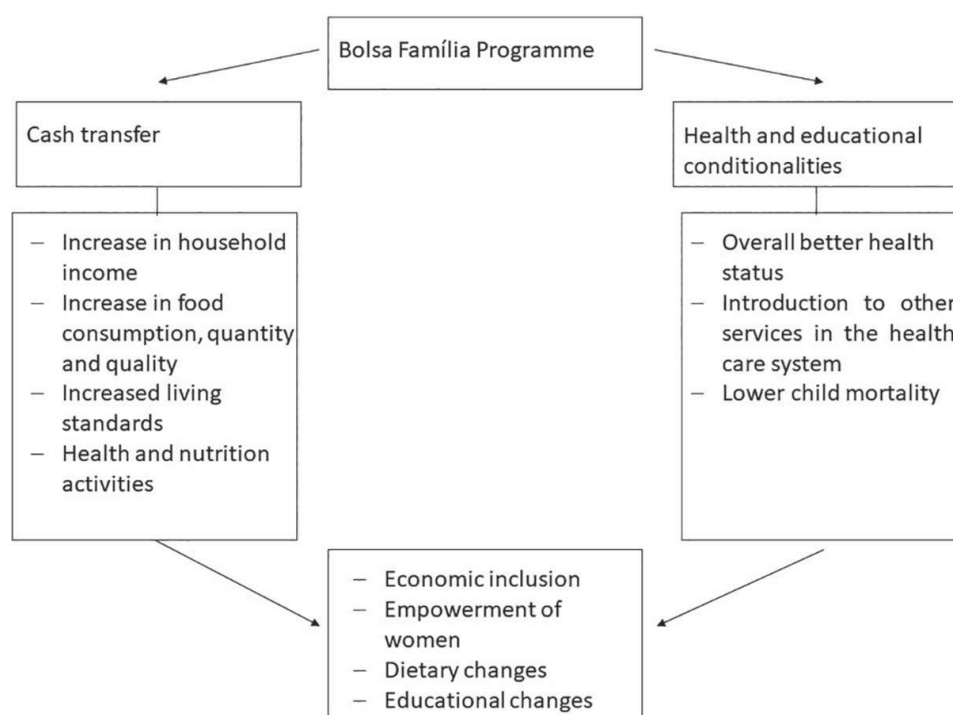 Bolsa Família Programme
Cash transfer
Health and educational
conditionalities
– Increase in household
income
– Increase in food
consumption, quantity
and quality
– Increased living
standards
– Health and nutrition
activities
– Overall better health
status
– Introduction to other
services in the health
care system
– Lower child mortality
– Economic inclusion
– Empowerment of
women
– Dietary changes
– Educational changes